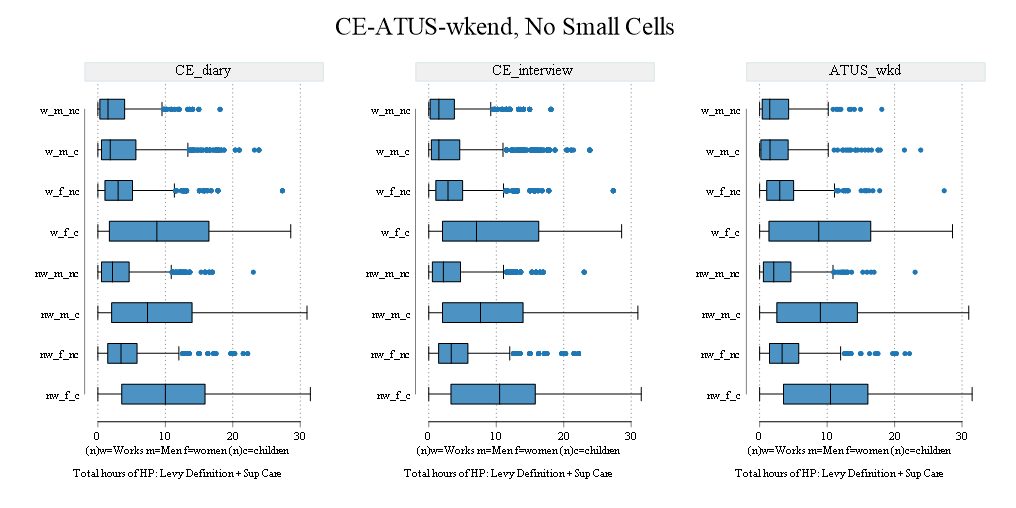 CE-ATUS-wkend, No Small Cells
CE_diary
w_m_nc
w_m_c
w_f_nc
w_f_c
nw_m_nc
nw_m_c
nw_f_nc
nw_f_c
0 10 20 30
(n)w=Works m=Men f=women (n)c=children
Total hours of HP: Levy Definition + Sup Care
CE_interview
w_m_nc
w_m_c
w_f_nc
w_f_c
nw_m_nc
nw_m_c
nw_f_nc
nw_f_c
0 10 20 30
(n)w=Works m=Men f=women (n)c=children
Total hours of HP: Levy Definition + Sup Care
ATUS_wkd
w_m_nc
w_m_c
w_f_nc
w_f_c
nw_m_nc
nw_m_c
nw_f_nc
nw_f_c
0 10 20 30
(n)w=Works m=Men f=women (n)c=children
Total hours of HP: Levy Definition + Sup Care